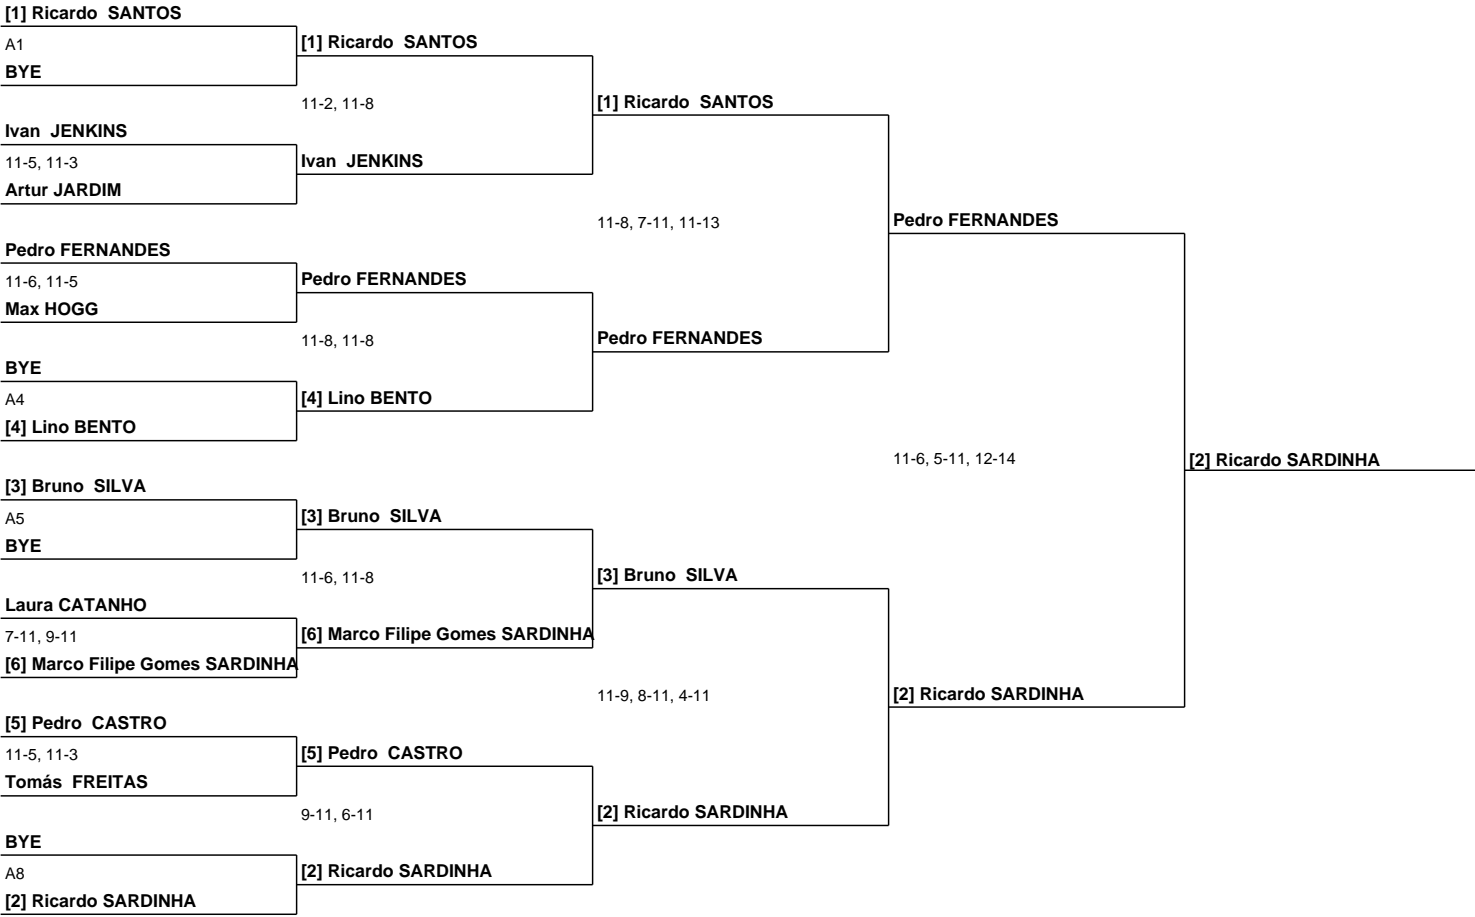 [1] Ricardo  SANTOS
A1
BYE
Ivan  JENKINS
11-5, 11-3
Artur JARDIM
Pedro FERNANDES
11-6, 11-5
Max HOGG
BYE
A4
[4] Lino BENTO
[3] Bruno  SILVA
A5
BYE
Laura CATANHO
7-11, 9-11
[6] Marco Filipe Gomes SARDINHA
[5] Pedro  CASTRO
11-5, 11-3
Tomás  FREITAS
BYE
A8
[2] Ricardo SARDINHA
[1] Ricardo  SANTOS
11-2, 11-8
Ivan  JENKINS
Pedro FERNANDES
11-8, 11-8
[4] Lino BENTO
[3] Bruno  SILVA
11-6, 11-8
[6] Marco Filipe Gomes SARDINHA
[5] Pedro  CASTRO
9-11, 6-11
[2] Ricardo SARDINHA
[1] Ricardo  SANTOS
11-8, 7-11, 11-13
Pedro FERNANDES
[3] Bruno  SILVA
11-9, 8-11, 4-11
[2] Ricardo SARDINHA
Pedro FERNANDES
11-6, 5-11, 12-14
[2] Ricardo SARDINHA
[2] Ricardo SARDINHA